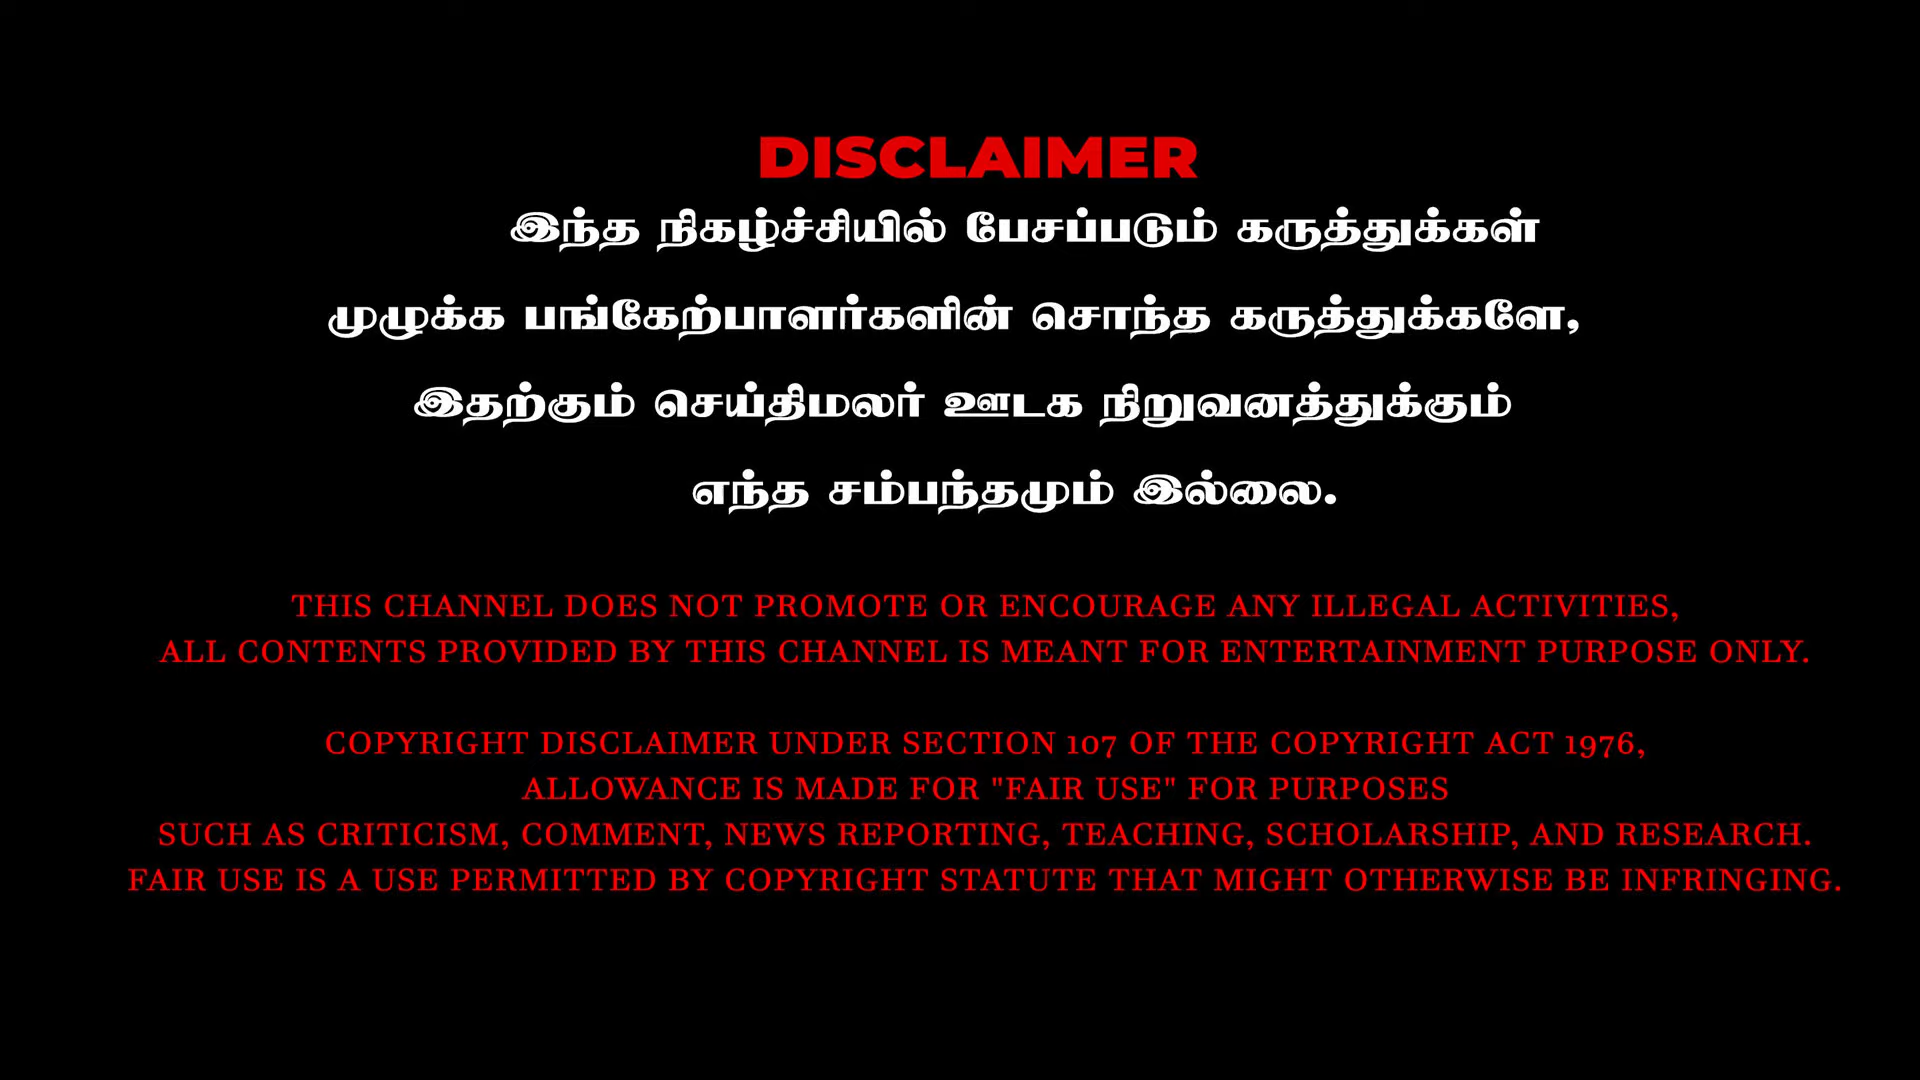 DISCLAIMER
இந்த நிகழ்ச்சியில் பேசப்படும் கருத்துக்கள்
முழுக்க பங்கேற்பாளர்களின் சொந்த கருத்துக்களே,
இதற்கும் செய்திமலர் ஊடக நிறுவனத்துக்கும்
எந்த சம்பந்தமும் இல்லை.
THIS CHANNEL DOES NOT PROMOTE OR ENCOURAGE ANY ILLEGAL ACTIVITIES,
ALL CONTENTS PROVIDED BY THIS CHANNEL IS MEANT FOR ENTERTAINMENT PURPOSE ONLY.
COPYRIGHT DISCLAIMER UNDER SECTION 107 OF THE COPYRIGHT ACT 1976,
ALLOWANCE IS MADE FOR "FAIR USE" FOR PURPOSES
SUCH AS CRITICISM, COMMENT, NEWS REPORTING, TEACHING, SCHOLARSHIP, AND RESEARCH.
FAIR USE IS A USE PERMITTED BY COPYRIGHT STATUTE THAT MIGHT OTHERWISE BE INFRINGING.